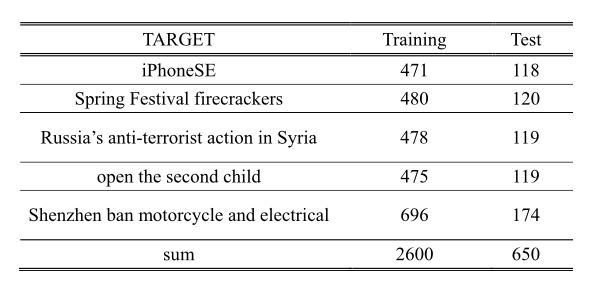 TARGET Training Test
iPhoneSE 471 118
Spring Festival firecrackers 480 120
Russia's anti-terrorist action in Syria 478 119
open the second child 475 119
Shenzhen ban motorcycle and electrical 696 174
sum 2600 650